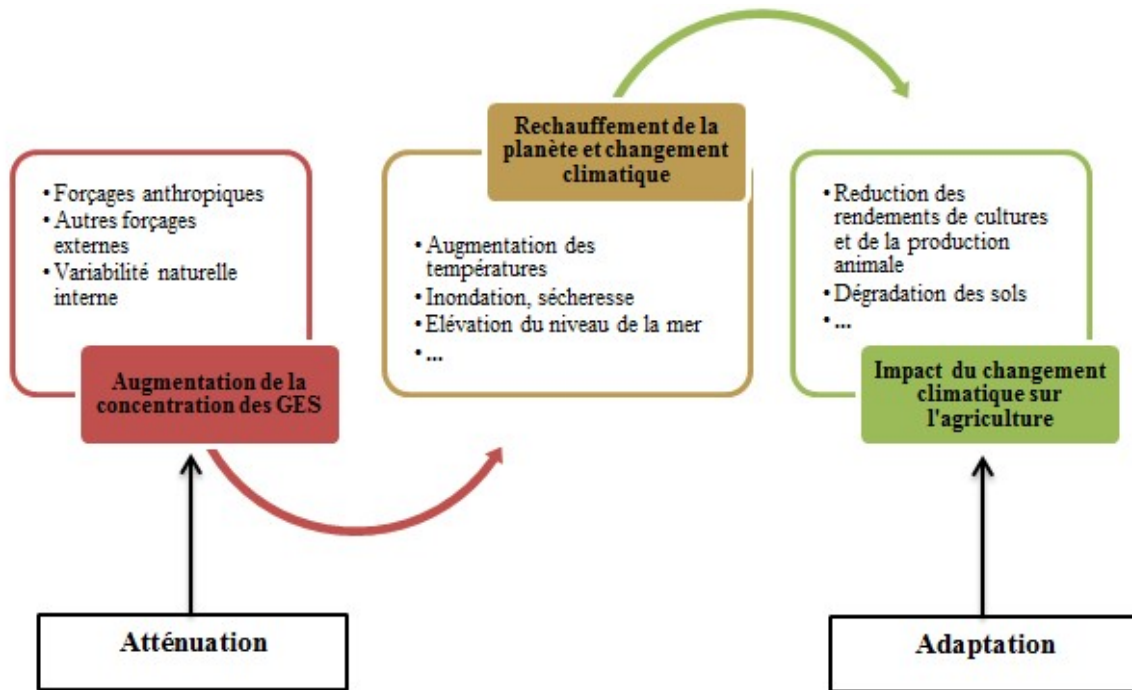 • Forçages anthropiques
• Autres forçages
externes
• Variabilité naturelle
interne
Augmentation de la
concentration des GES
Rechauffement de la
planète et changement
climatique
• Augmentation des
températures
• Inondation, sécheresse
• Elévation du niveau de la mer
• ...
• Reduction des
rendements de cultures
et de la production
animale
• Dégradation des sols
• ...
Impact du changement
climatique sur
l'agriculture
Atténuation
Adaptation